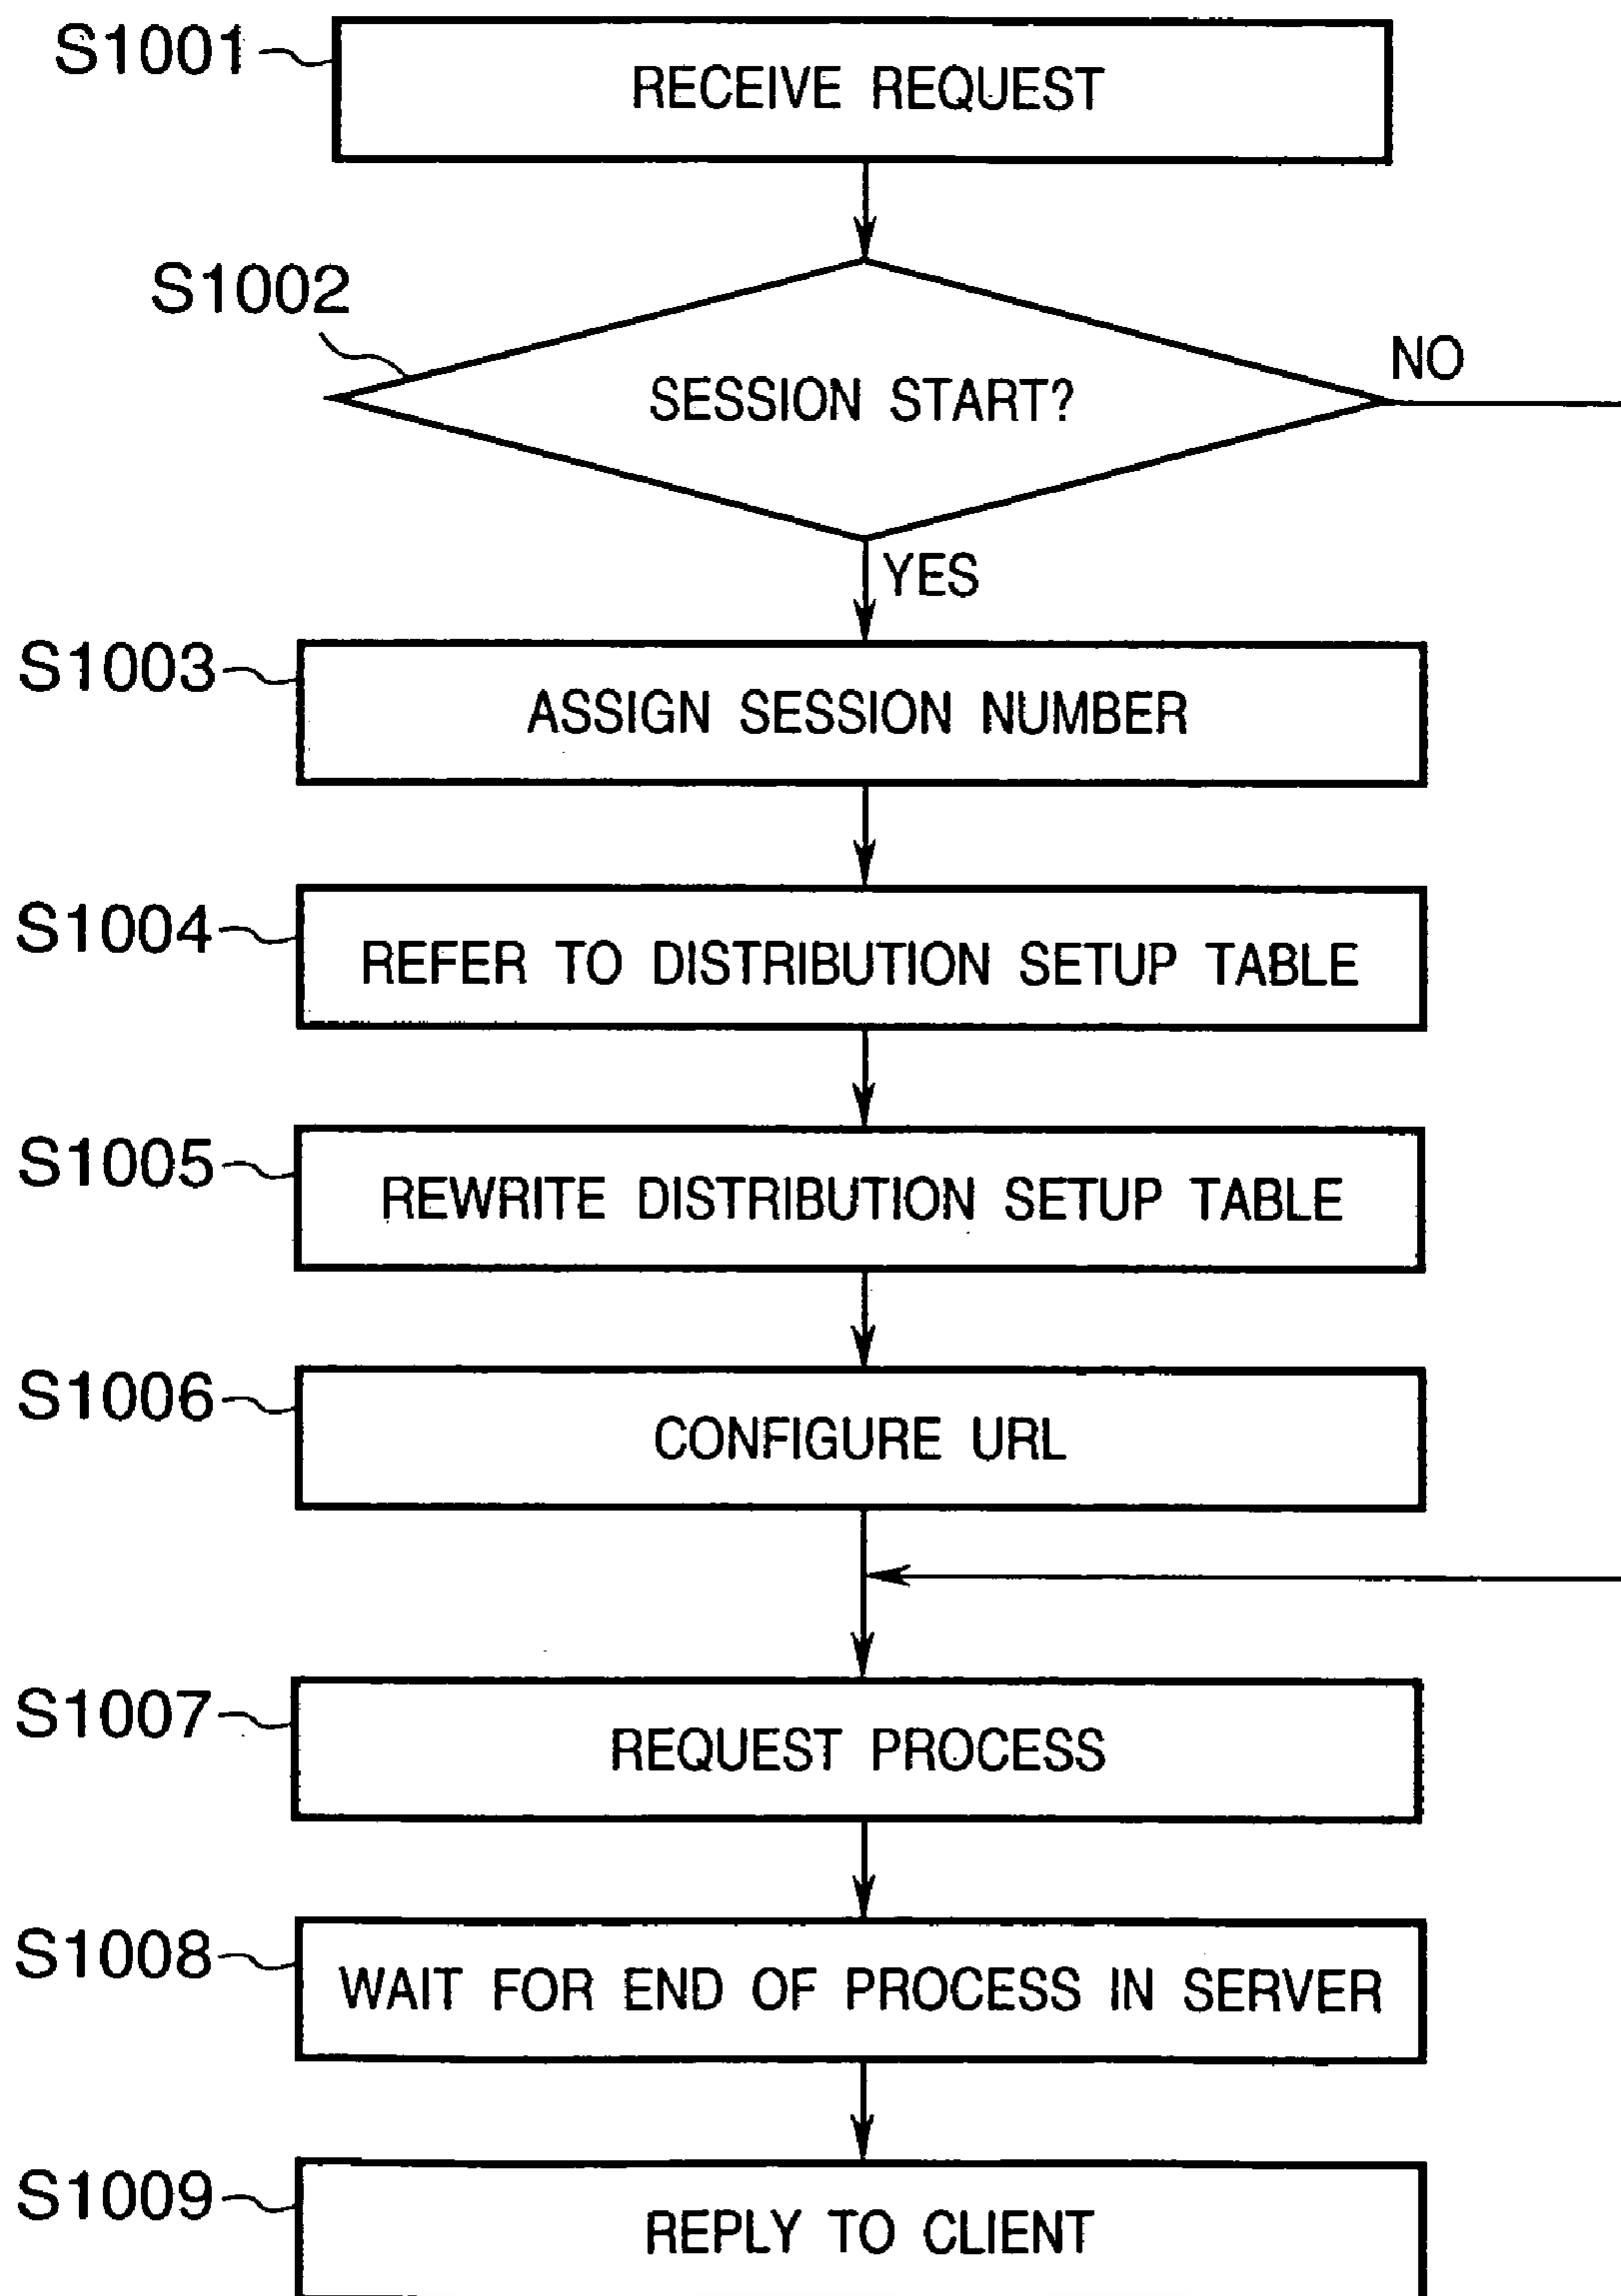 S1001
RECEIVE REQUEST
S1002
SESSION START?
NO
YES
S1003
ASSIGN SESSION NUMBER
S1004
REFER TO DISTRIBUTION SETUP TABLE
S1005
REWRITE DISTRIBUTION SETUP TABLE
S1006
CONFIGURE URL
S1007
REQUEST PROCESS
S1008
WAIT FOR END OF PROCESS IN SERVER
S1009
REPLY TO CLIENT